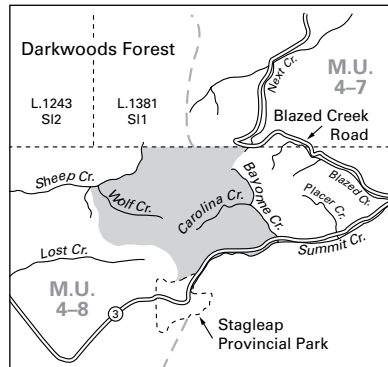 Darkwoods Forest
L.1243
SI2
L.1381
SI1
Next Cr.
M.U.
4–7
Blazed Creek
Road
Sheep Cr.
Wolf Cr.
Carolina Cr.
Bayonne Cr.
Placer Cr.
Blazed Cr.
Summit Cr.
Lost Cr.
M.U.
4–8
3
Stagleap
Provincial Park